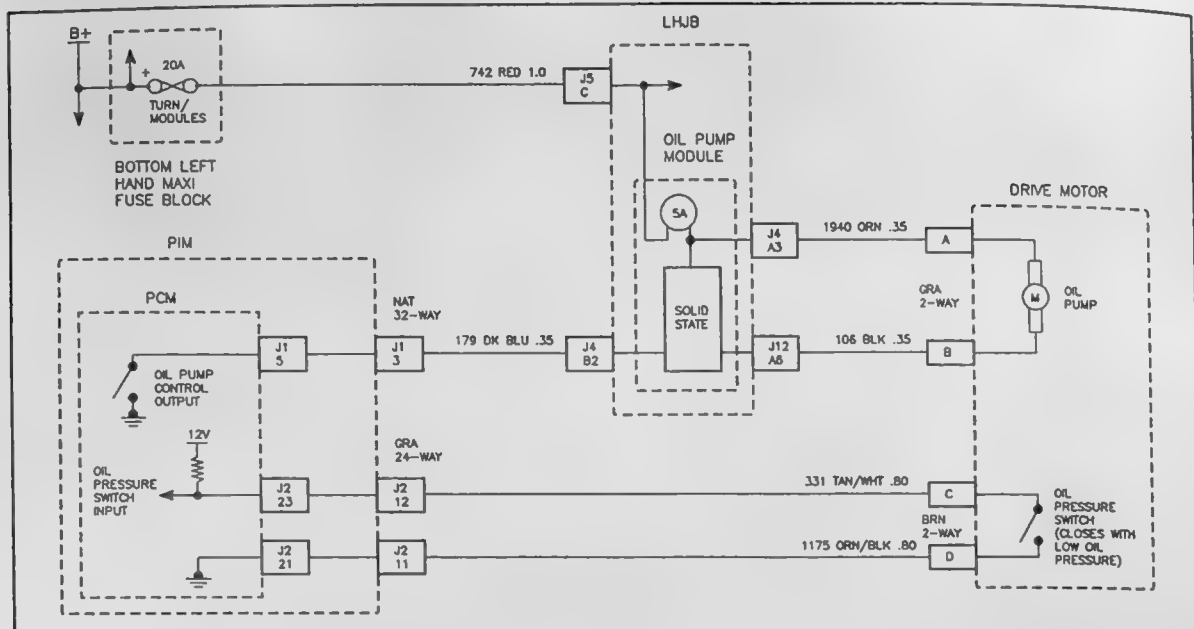 LHJB
B+
20A
+
TURN/
MODULES
742 RED 1.0
J5
C
BOTTOM LEFT
HAND MAXI
FUSE BLOCK
OIL PUMP
MODULE
5A
DRIVE MOTOR
J4
A3
1940 ORN .35
A
PIM
PCM
NAT
32-WAY
SOLID
STATE
GRA
2-WAY
M
OIL
PUMP
J1
5
J1
3
179 DK BLU .35
J4
B2
J12
A6
106 BLK .35
B
OIL PUMP
CONTROL
OUTPUT
12V
GRA
24-WAY
OIL
PRESSURE
SWITCH
INPUT
J2
23
J2
12
331 TAN/WHT .80
C
BRN
2-WAY
OIL
PRESSURE
SWITCH
(CLOSES WITH
LOW OIL
PRESSURE)
J2
21
J2
11
1175 ORN/BLK .80
D